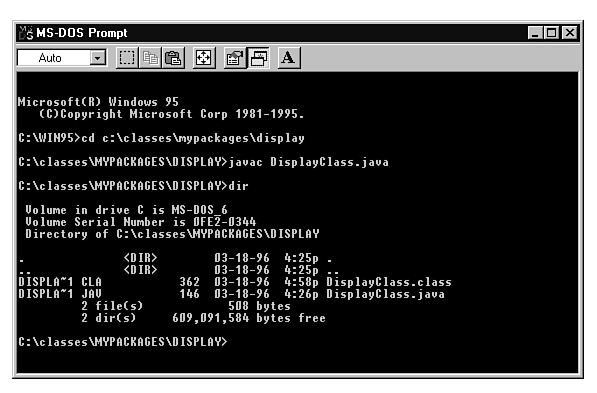 MS-DOS Prompt
Auto
A
Microsoft(R) Windows 95
(C)Copyright Microsoft Corp 1981-1995.
C:\WIN95>cd c:\classes\mypackages\display
C:\classes\MYPACKAGES\DISPLAY>javac DisplayClass.java
C:\classes\MYPACKAGES\DISPLAY>dir
Volume in drive C is MS-DOS_6
Volume Serial Number is 0FE2-0344
Directory of C:\classes\MYPACKAGES\DISPLAY
. <DIR> 03-18-96 4:25p .
.. <DIR> 03-18-96 4:25p ..
DISPLA~1 CLA 362 03-18-96 4:58p DisplayClass.class
DISPLA~1 JAV 146 03-18-96 4:26p DisplayClass.java
2 file(s) 508 bytes
2 dir(s) 609,091,584 bytes free
C:\classes\MYPACKAGES\DISPLAY>